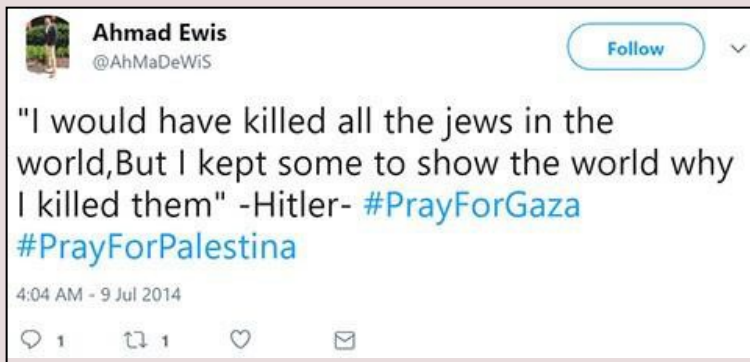 Ahmad Ewis
@AhMaDeWiS
Follow
"I would have killed all the jews in the
world,But I kept some to show the world why
I killed them" -Hitler- #PrayForGaza
#PrayForPalestina
4:04 AM - 9 Jul 2014
1
1